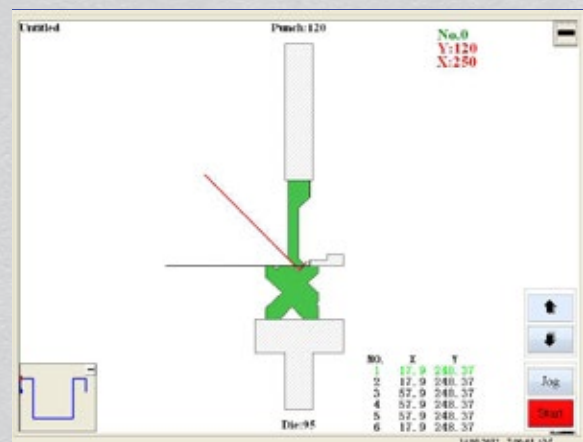 Untitled
Punch:120
No.0
Y:120
X:250
NO. X Y
1 17.9 248.37
2 17.9 248.37
3 57.9 248.37
4 57.9 248.37
5 57.9 248.37
6 17.9 248.37
Jog
Start
Die:95